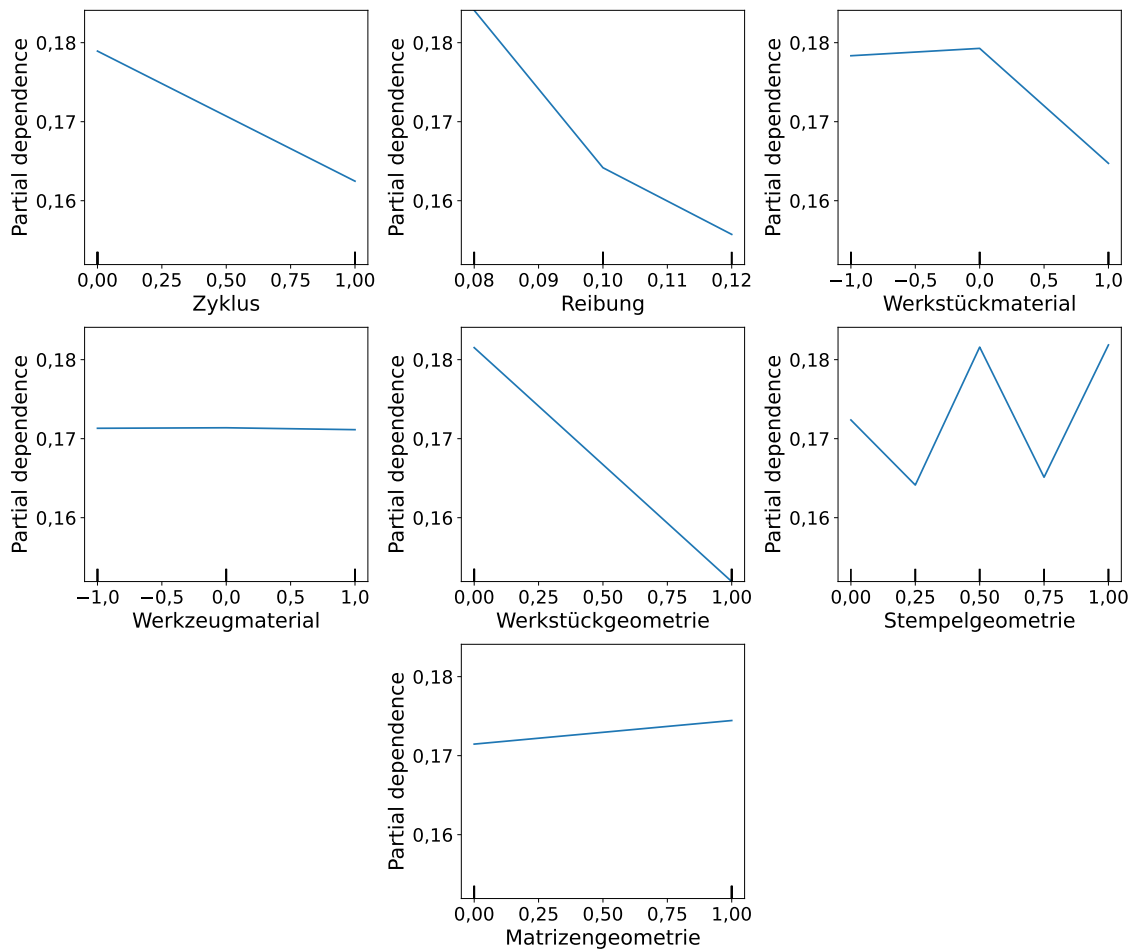 Partial dependence
0,18
0,17
0,16
0,00 0,25 0,50 0,75 1,00
Zyklus
Partial dependence
0,18
0,17
0,16
0,08 0,09 0,10 0,11 0,12
Reibung
Partial dependence
0,18
0,17
0,16
−1,0 −0,5 0,0 0,5 1,0
Werkstückmaterial
Partial dependence
0,18
0,17
0,16
−1,0 −0,5 0,0 0,5 1,0
Werkzeugmaterial
Partial dependence
0,18
0,17
0,16
0,00 0,25 0,50 0,75 1,00
Werkstückgeometrie
Partial dependence
0,18
0,17
0,16
0,00 0,25 0,50 0,75 1,00
Stempelgeometrie
Partial dependence
0,18
0,17
0,16
0,00 0,25 0,50 0,75 1,00
Matrizengeometrie